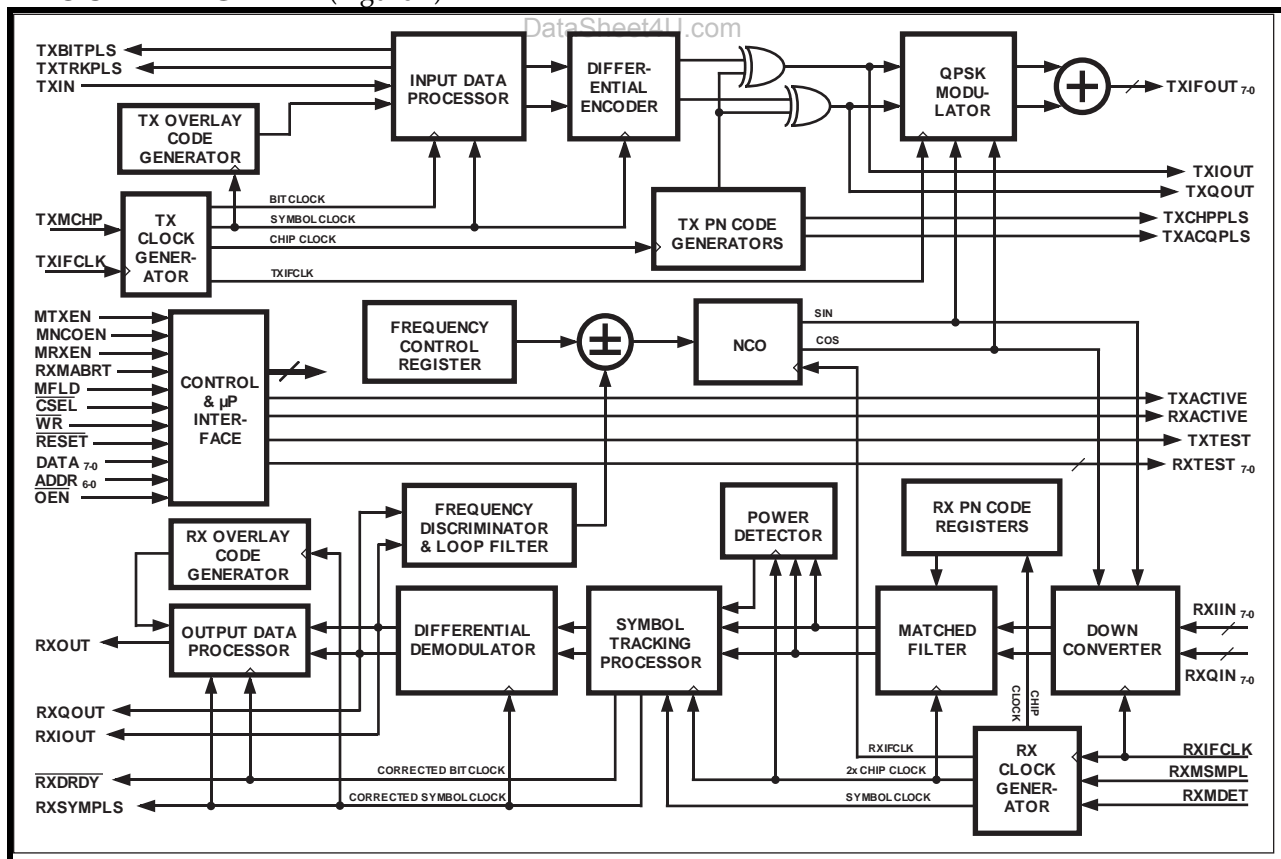 DataSheet4U.com
TXBITPLS
TXTRKPLS
TXIN
INPUT DATA
PROCESSOR
DIFFER-
ENTIAL
ENCODER
QPSK
MODU-
LATOR
+
TXIFOUT 7-0
TX OVERLAY
CODE
GENERATOR
TXIOUT
TXQOUT
TXMCHP
TXIFCLK
TX
CLOCK
GENER-
ATOR
BIT CLOCK
SYMBOL CLOCK
CHIP CLOCK
TXIFCLK
TX PN CODE
GENERATORS
TXCHPPLS
TXACQPLS
MTXEN
MNCOEN
MRXEN
RXMABRT
MFLD
CSEL
WR
RESET
DATA 7-0
ADDR 6-0
OEN
CONTROL
& µP
INTER-
FACE
FREQUENCY
CONTROL
REGISTER
±
NCO
SIN
COS
TXACTIVE
RXACTIVE
TXTEST
RXTEST 7-0
RX OVERLAY
CODE
GENERATOR
FREQUENCY
DISCRIMINATOR
& LOOP FILTER
POWER
DETECTOR
RX PN CODE
REGISTERS
RXOUT
OUTPUT DATA
PROCESSOR
DIFFERENTIAL
DEMODULATOR
SYMBOL
TRACKING
PROCESSOR
MATCHED
FILTER
DOWN
CONVERTER
RXIIN 7-0
RXQIN 7-0
CHIP
CLOCK
RXQOUT
RXIOUT
RXDRDY
RXSYMPLS
CORRECTED BIT CLOCK
CORRECTED SYMBOL CLOCK
RXIFCLK
2x CHIP CLOCK
SYMBOL CLOCK
RX
CLOCK
GENER-
ATOR
RXIFCLK
RXMSMPL
RXMDET